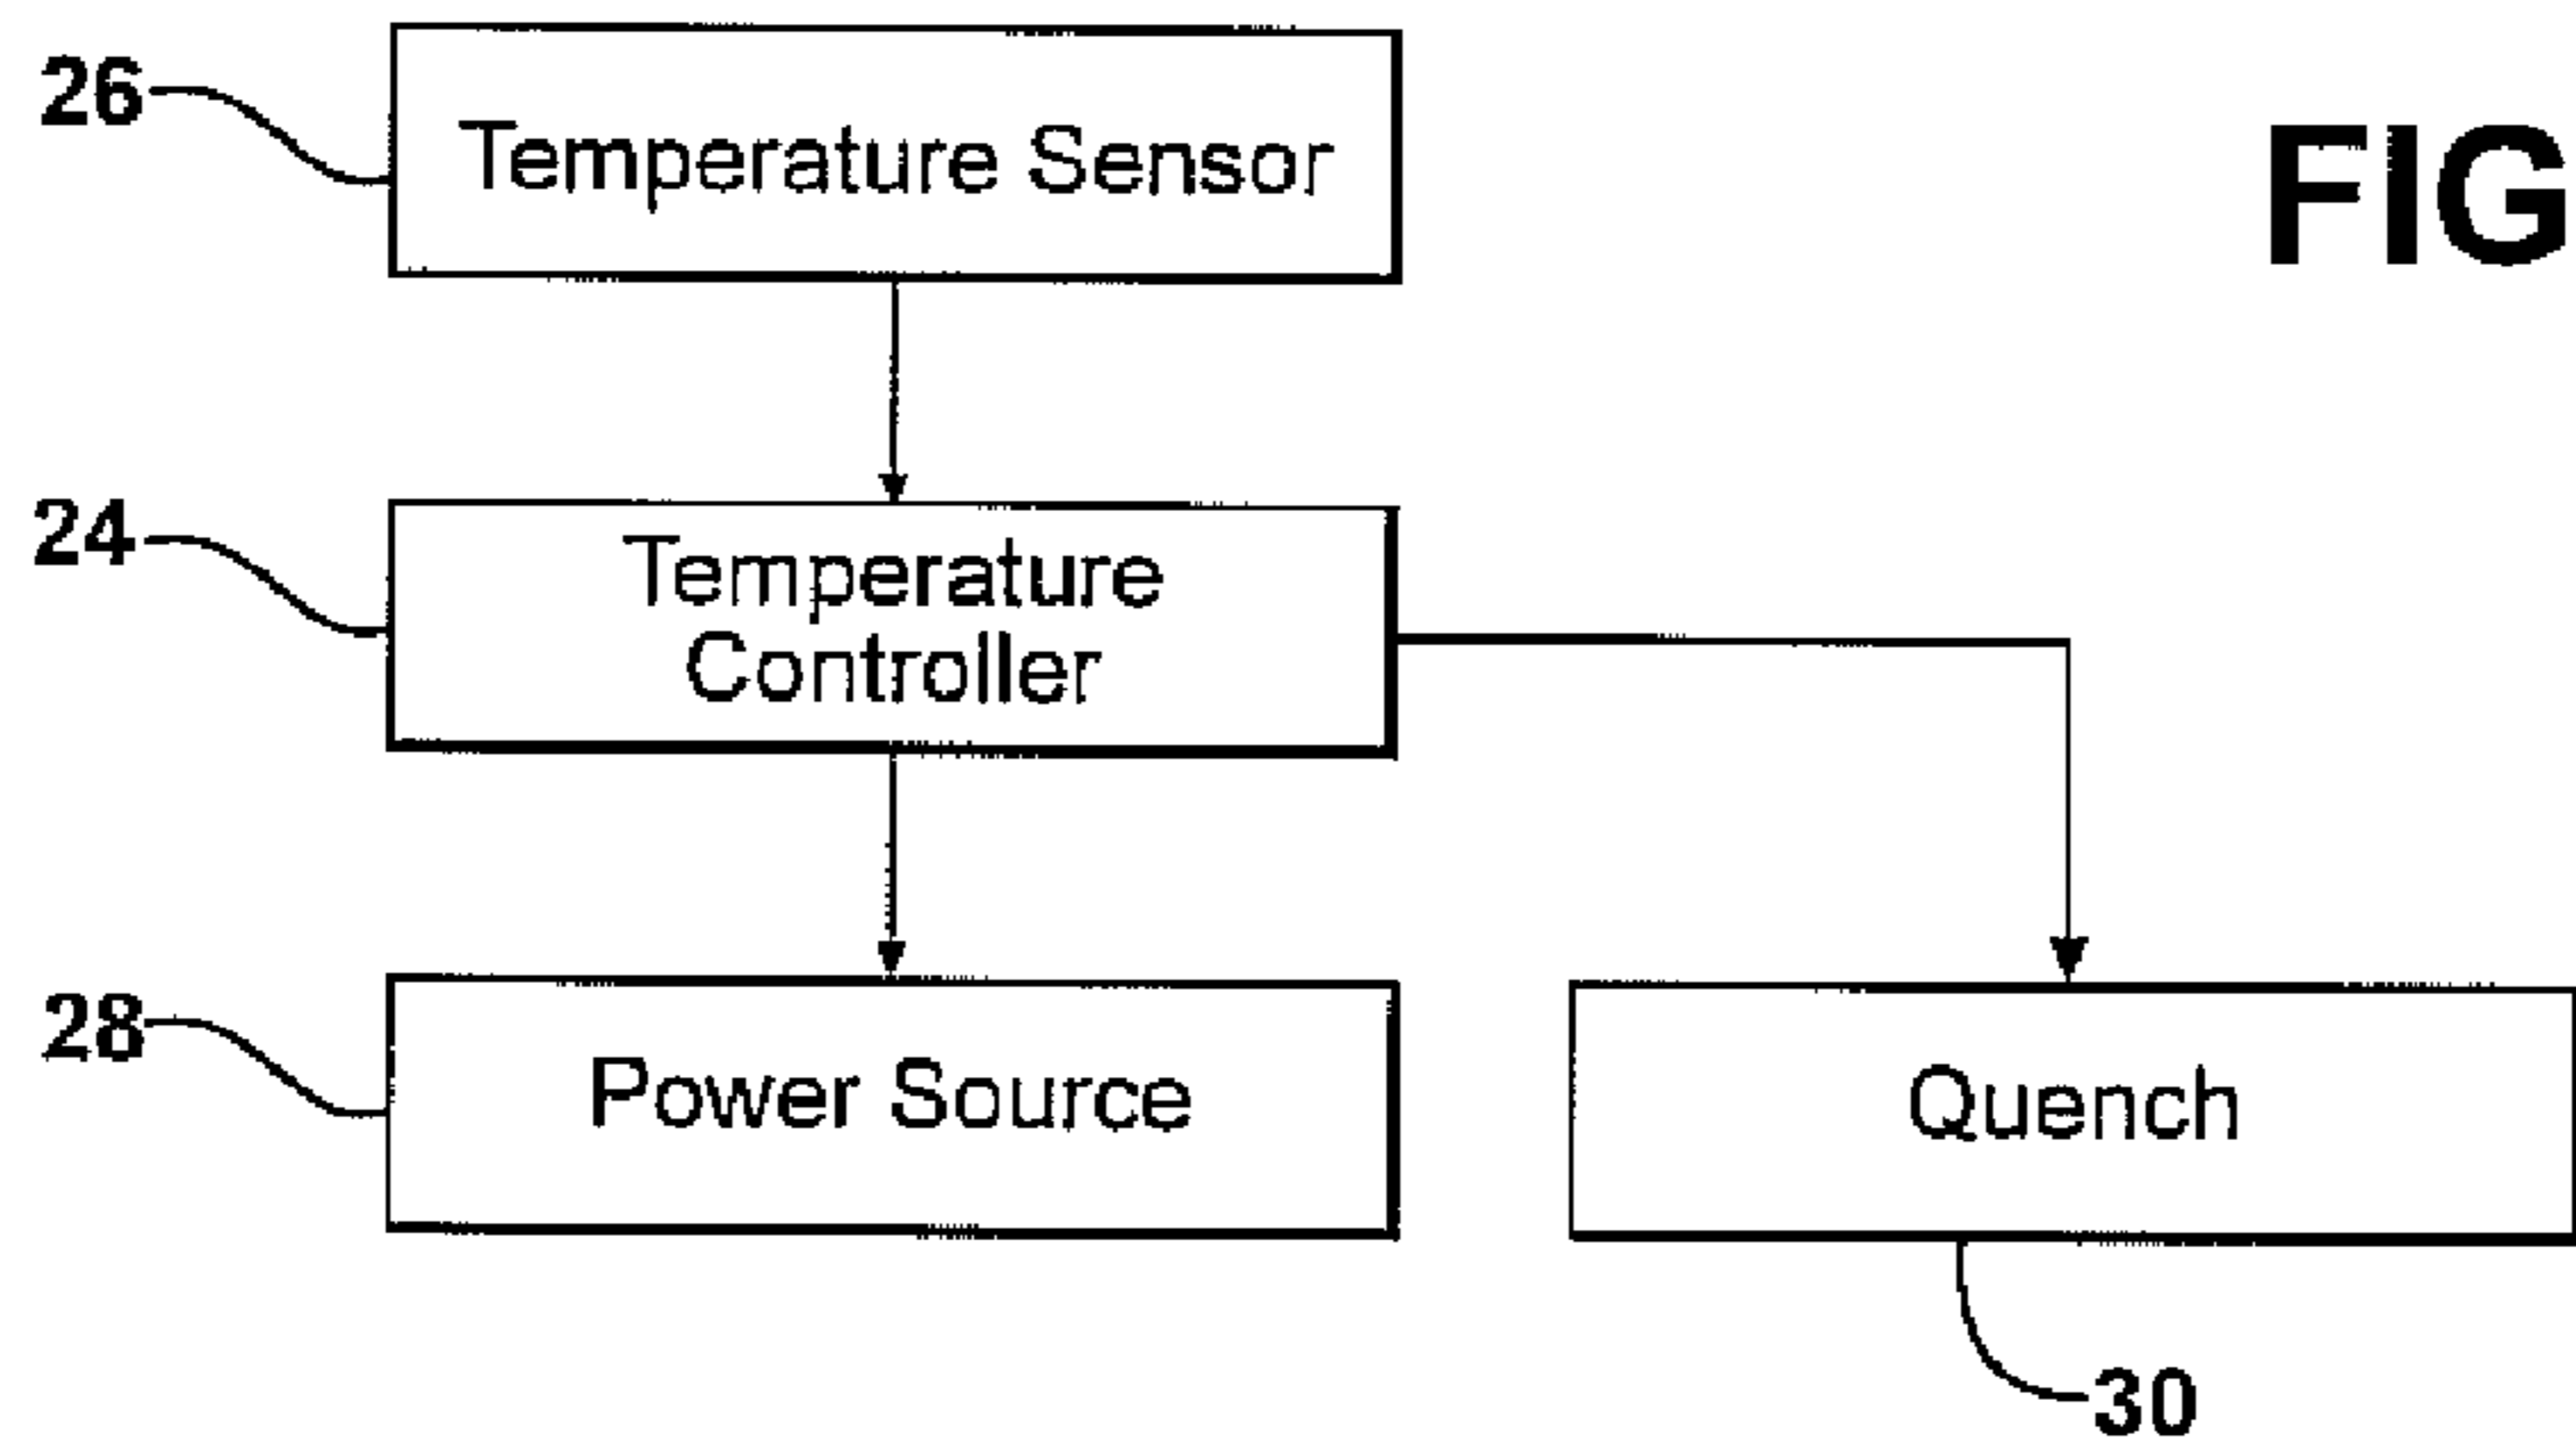 26
Temperature Sensor
FIG
24
Temperature
Controller
28
Power Source
Quench
30